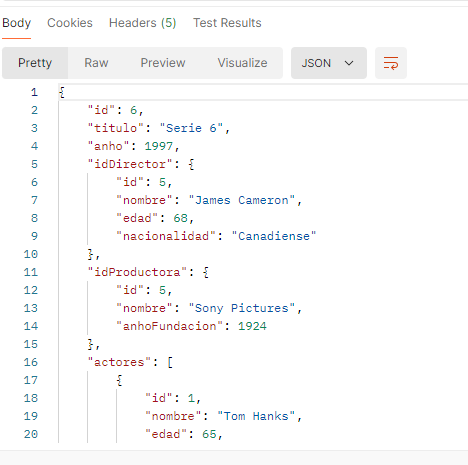 Body Cookies Headers (5) Test Results
Pretty Raw Preview Visualize JSON
1 {
2 "id": 6,
3 "titulo": "Serie 6",
4 "anho": 1997,
5 "idDirector": {
6 "id": 5,
7 "nombre": "James Cameron",
8 "edad": 68,
9 "nacionalidad": "Canadiense"
10 },
11 "idProductora": {
12 "id": 5,
13 "nombre": "Sony Pictures",
14 "anhoFundacion": 1924
15 },
16 "actores": [
17 {
18 "id": 1,
19 "nombre": "Tom Hanks",
20 "edad": 65,